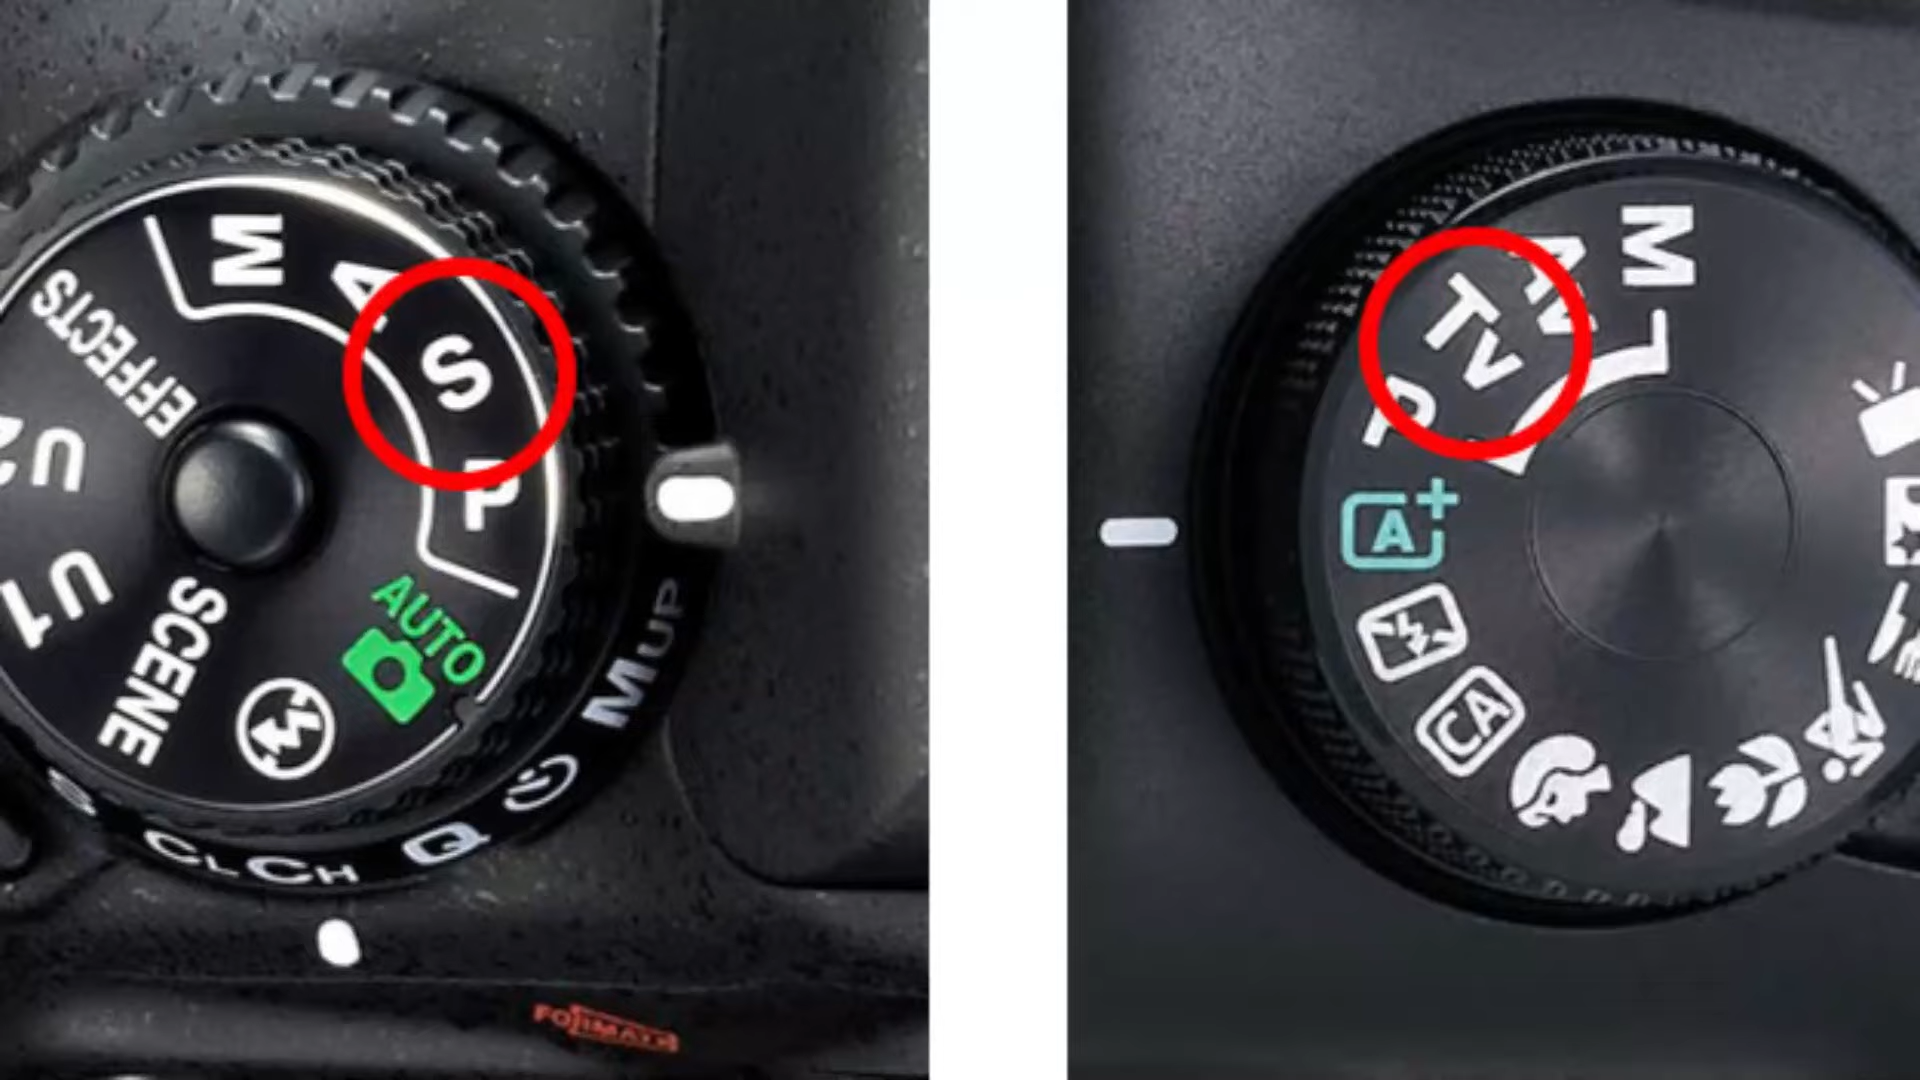 M
A
S
P
AUTO
SCENE
U1
U2
EFFECTS
MUP
Q
CH
CL
S
M
Av
Tv
P
A+
CA